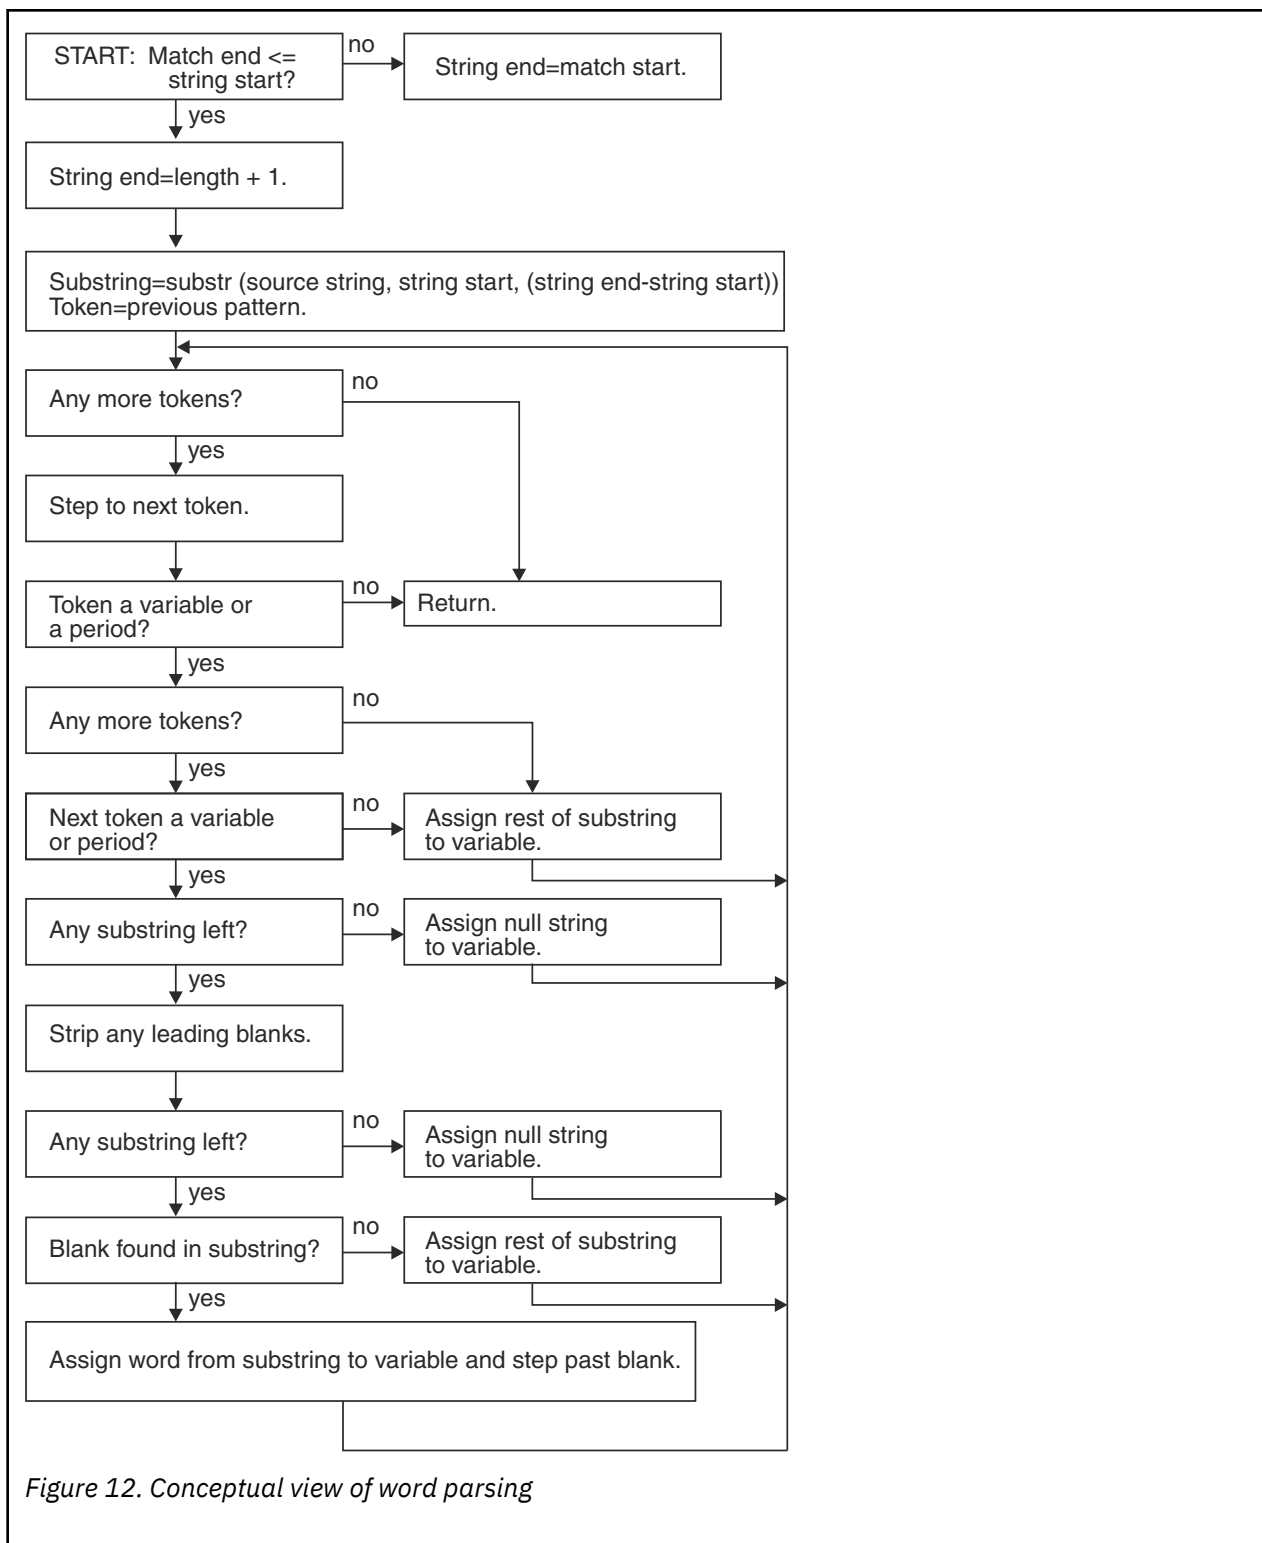 START: Match end <=
string start?
no
String end=match start.
yes
String end=length + 1.
Substring=substr (source string, string start, (string end-string start))
Token=previous pattern.
Any more tokens?
no
yes
Step to next token.
Token a variable or
a period?
no
Return.
yes
Any more tokens?
no
yes
Next token a variable
or period?
no
Assign rest of substring
to variable.
yes
Any substring left?
no
Assign null string
to variable.
yes
Strip any leading blanks.
Any substring left?
no
Assign null string
to variable.
yes
Blank found in substring?
no
Assign rest of substring
to variable.
yes
Assign word from substring to variable and step past blank.
Figure 12. Conceptual view of word parsing